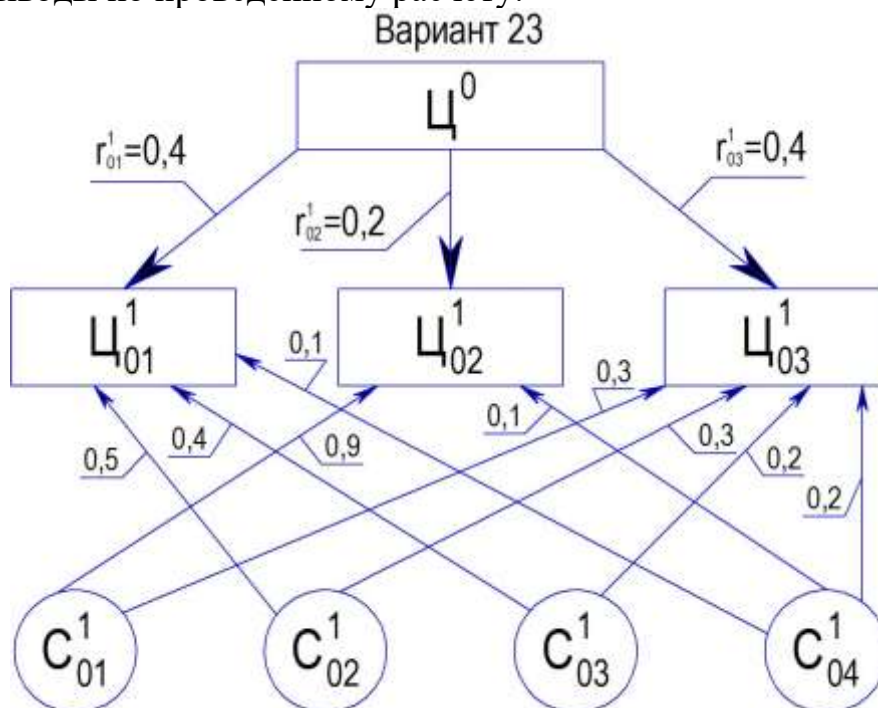 Вариант 23
Ц⁰
r¹₀₁=0,4
r¹₀₃=0,4
r¹₀₂=0,2
Ц¹₀₁
Ц¹₀₂
Ц¹₀₃
0,1
0,3
0,1
0,5
0,4
0,9
0,3
0,2
0,2
С¹₀₁
С¹₀₂
С¹₀₃
С¹₀₄